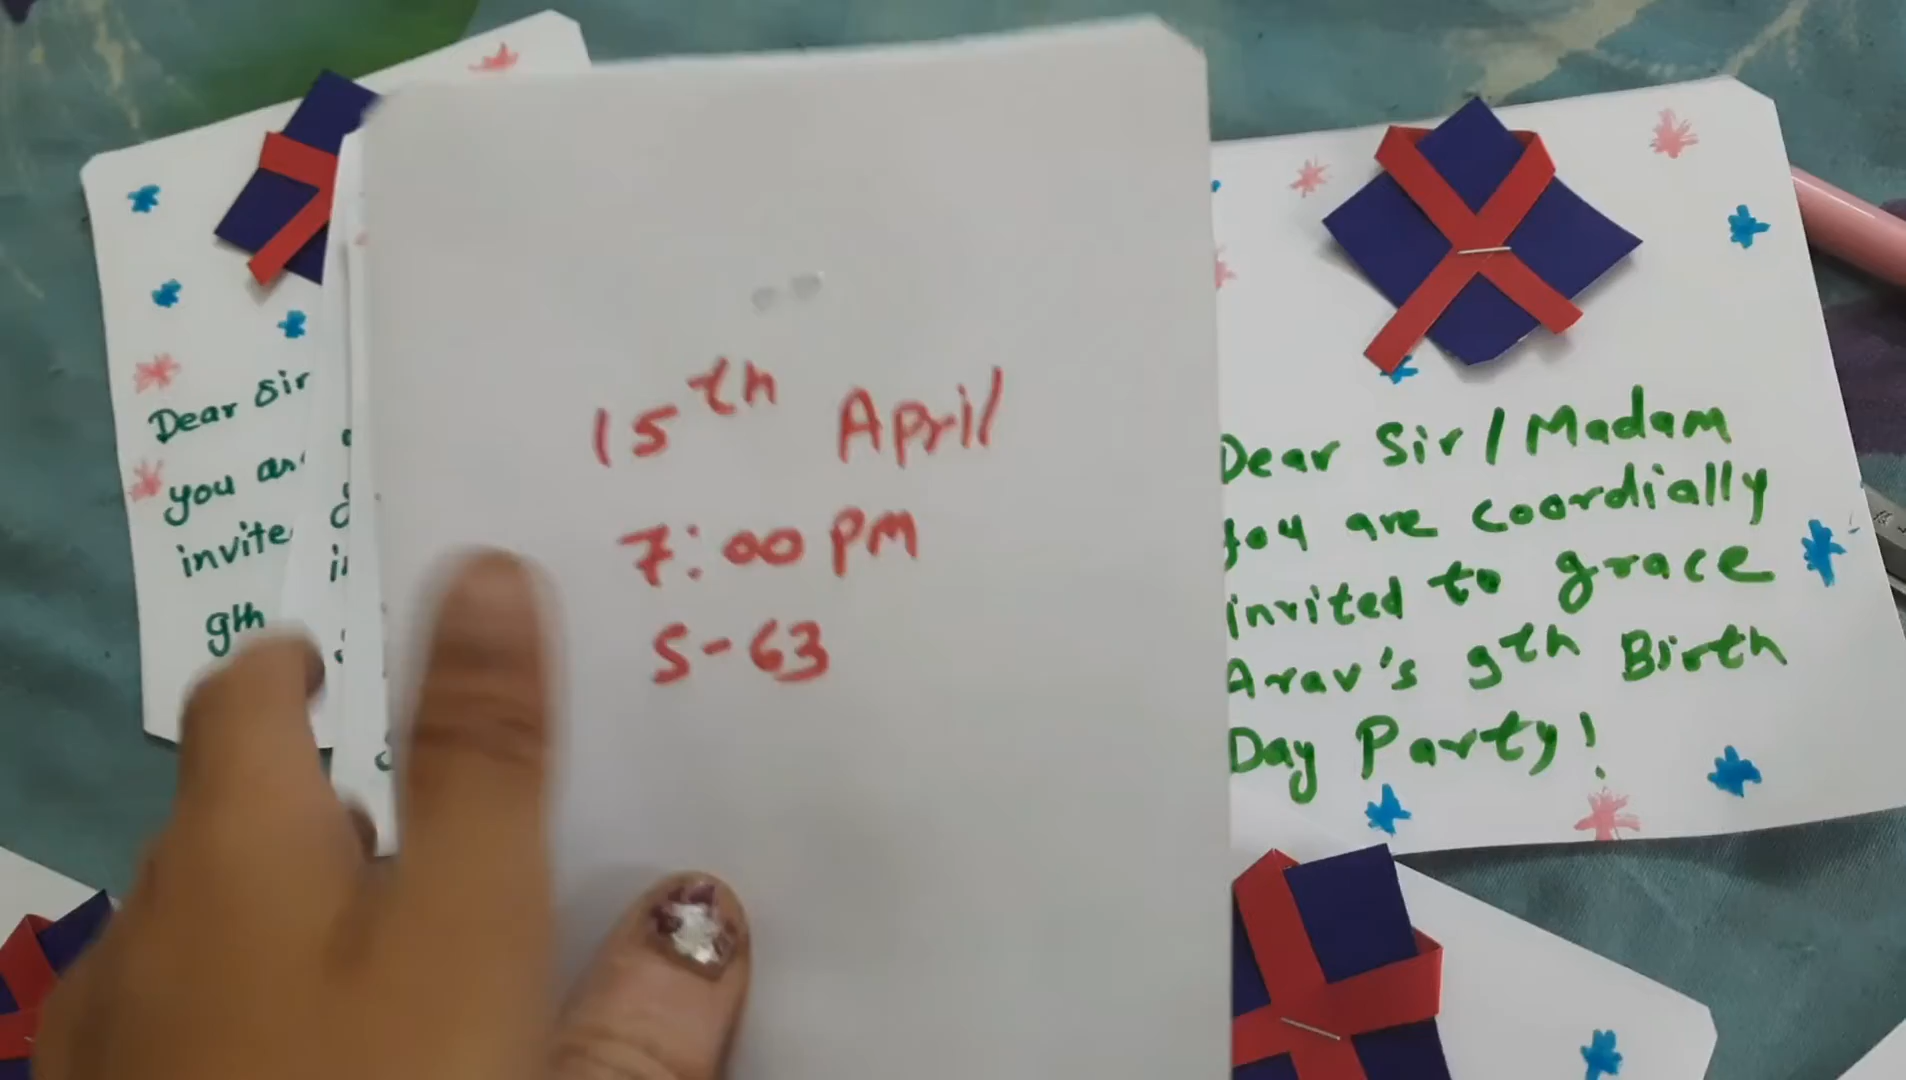 Dear Sir
you
invite
9th
15th April
7:00 PM
S-63
Dear Sir/Madam
you are coordially
invited to grace
Arav's 9th Birth
Day Party!